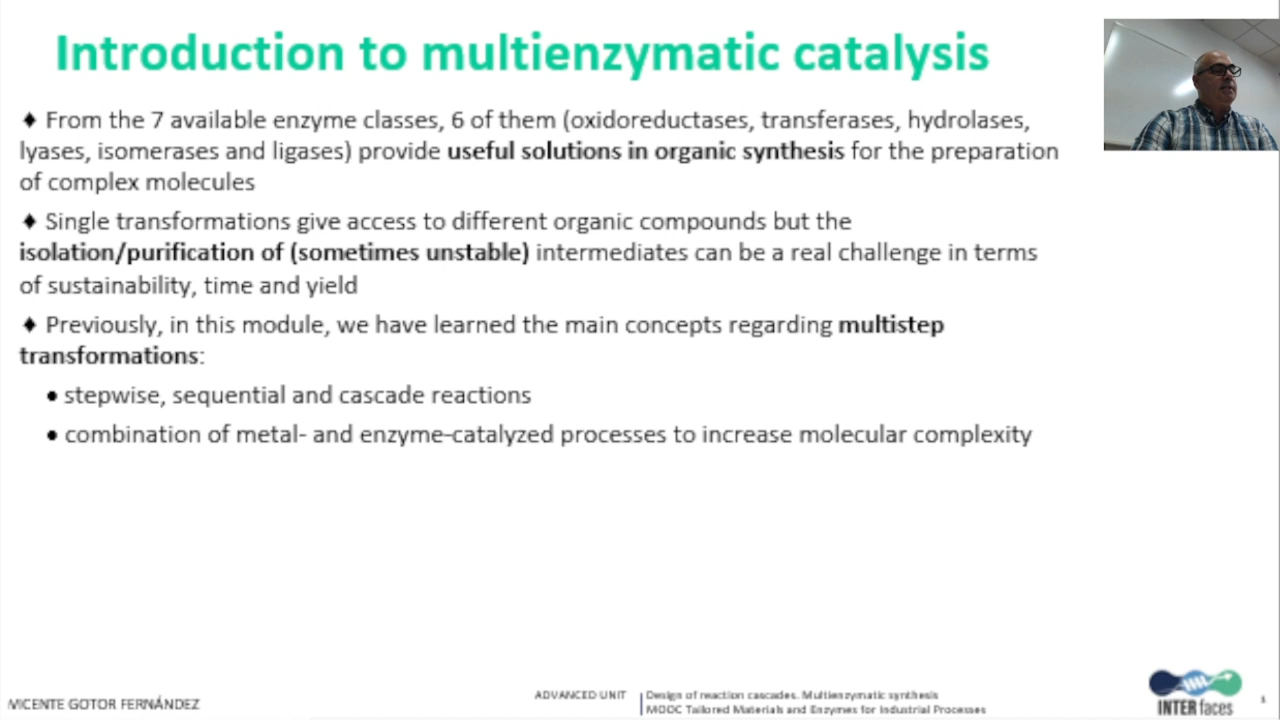 Introduction to multienzymatic catalysis
♦ From the 7 available enzyme classes, 6 of them (oxidoreductases, transferases, hydrolases,
lyases, isomerases and ligases) provide useful solutions in organic synthesis for the preparation
of complex molecules
♦ Single transformations give access to different organic compounds but the
isolation/purification of (sometimes unstable) intermediates can be a real challenge in terms
of sustainability, time and yield
♦ Previously, in this module, we have learned the main concepts regarding multistep
transformations:
• stepwise, sequential and cascade reactions
• combination of metal- and enzyme-catalyzed processes to increase molecular complexity
VICENTE GOTOR FERNÁNDEZ
ADVANCED UNIT
Design of reaction cascades. Multienzymatic synthesis
MOOC Tailored Materials and Enzymes for Industrial Processes
INTERfaces
1